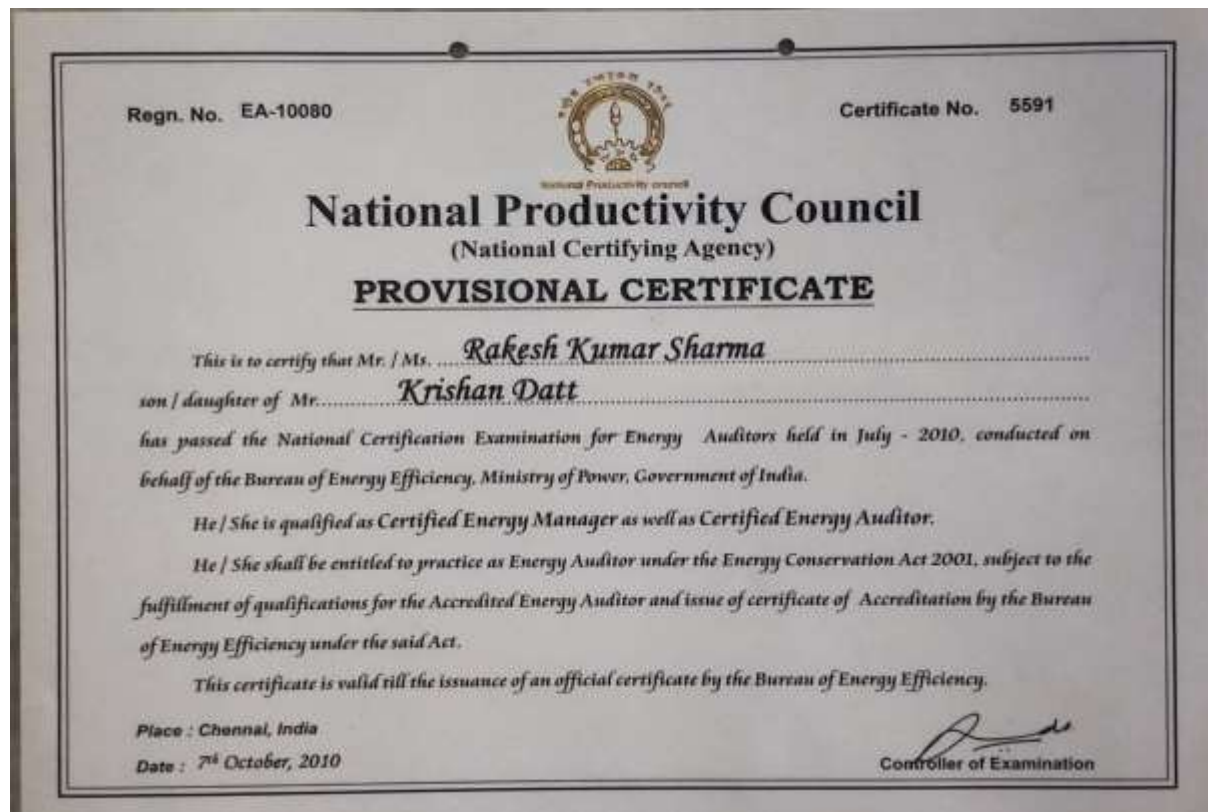 Regn. No. EA-10080
Certificate No. 5591
National Productivity council
National Productivity Council
(National Certifying Agency)
PROVISIONAL CERTIFICATE
This is to certify that Mr. / Ms. Rakesh Kumar Sharma
son / daughter of Mr. Krishan Datt
has passed the National Certification Examination for Energy Auditors held in July - 2010, conducted on
behalf of the Bureau of Energy Efficiency, Ministry of Power, Government of India.
He / She is qualified as Certified Energy Manager as well as Certified Energy Auditor.
He / She shall be entitled to practice as Energy Auditor under the Energy Conservation Act 2001, subject to the
fulfillment of qualifications for the Accredited Energy Auditor and issue of certificate of Accreditation by the Bureau
of Energy Efficiency under the said Act.
This certificate is valid till the issuance of an official certificate by the Bureau of Energy Efficiency.
Place : Chennai, India
Date : 7th October, 2010
Controller of Examination